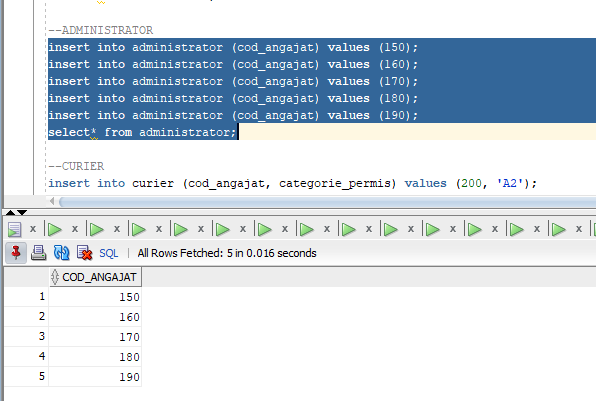 --ADMINISTRATOR
insert into administrator (cod_angajat) values (150);
insert into administrator (cod_angajat) values (160);
insert into administrator (cod_angajat) values (170);
insert into administrator (cod_angajat) values (180);
insert into administrator (cod_angajat) values (190);
select* from administrator;
--CURIER
insert into curier (cod_angajat, categorie_permis) values (200, 'A2');
x x x x x x x x x x x x x x
SQL | All Rows Fetched: 5 in 0.016 seconds
COD_ANGAJAT
1 150
2 160
3 170
4 180
5 190